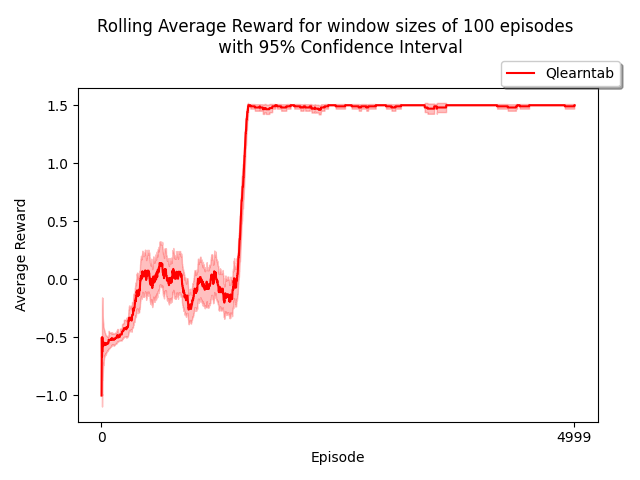 Rolling Average Reward for window sizes of 100 episodes
with 95% Confidence Interval
Qlearntab
1.5
1.0
0.5
0.0
−0.5
−1.0
Average Reward
0
4999
Episode